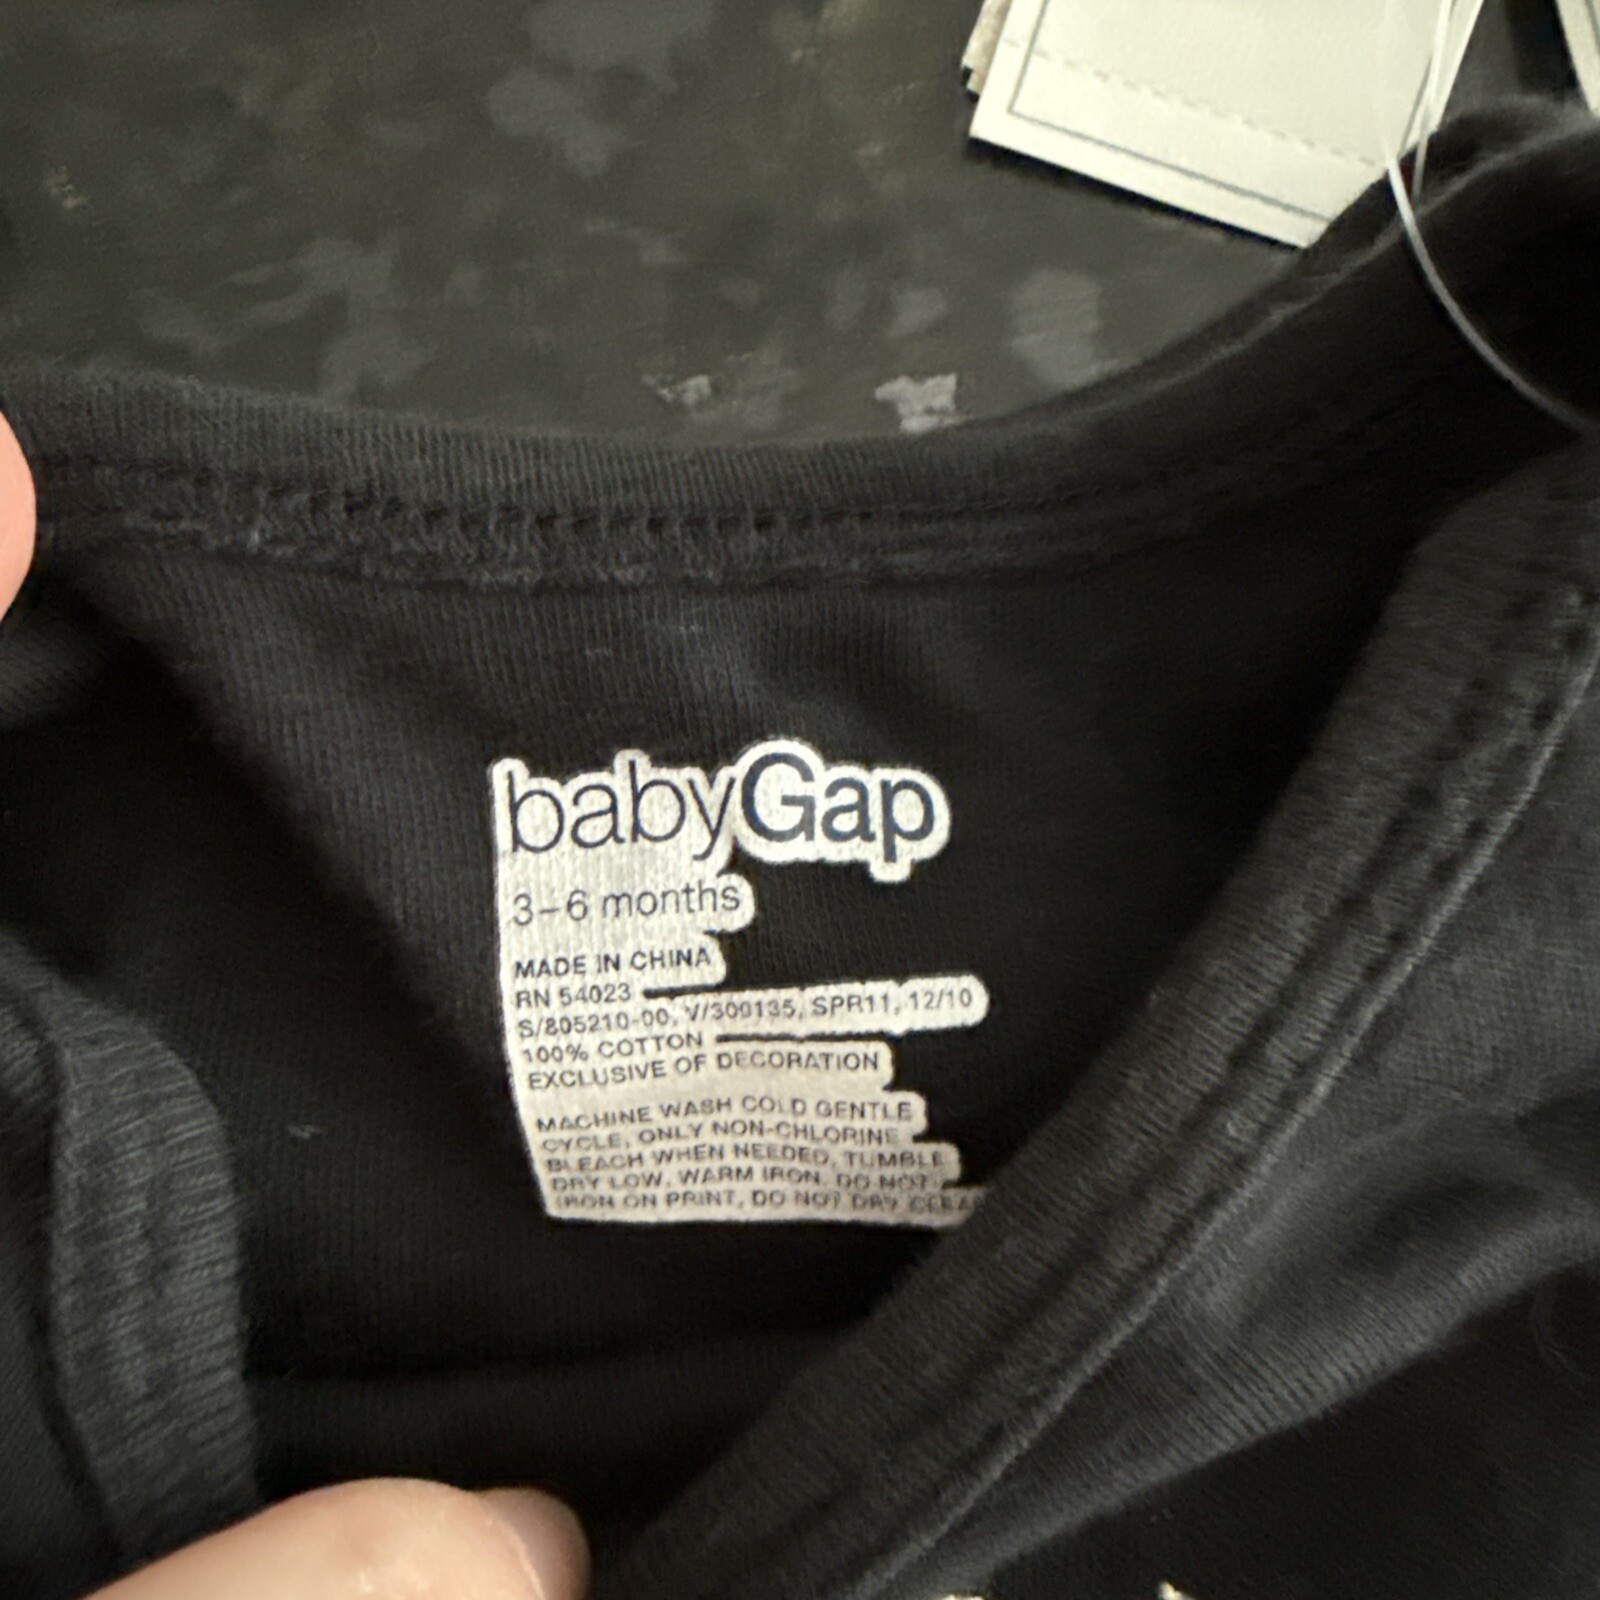 babyGap
3–6 months
MADE IN CHINA
RN 54023
S/805210-00, V/300135, SPR11, 12/10
100% COTTON
EXCLUSIVE OF DECORATION
MACHINE WASH COLD GENTLE
CYCLE, ONLY NON-CHLORINE
BLEACH WHEN NEEDED, TUMBLE
DRY LOW, WARM IRON, DO NOT
IRON ON PRINT, DO NOT DRY CLEA